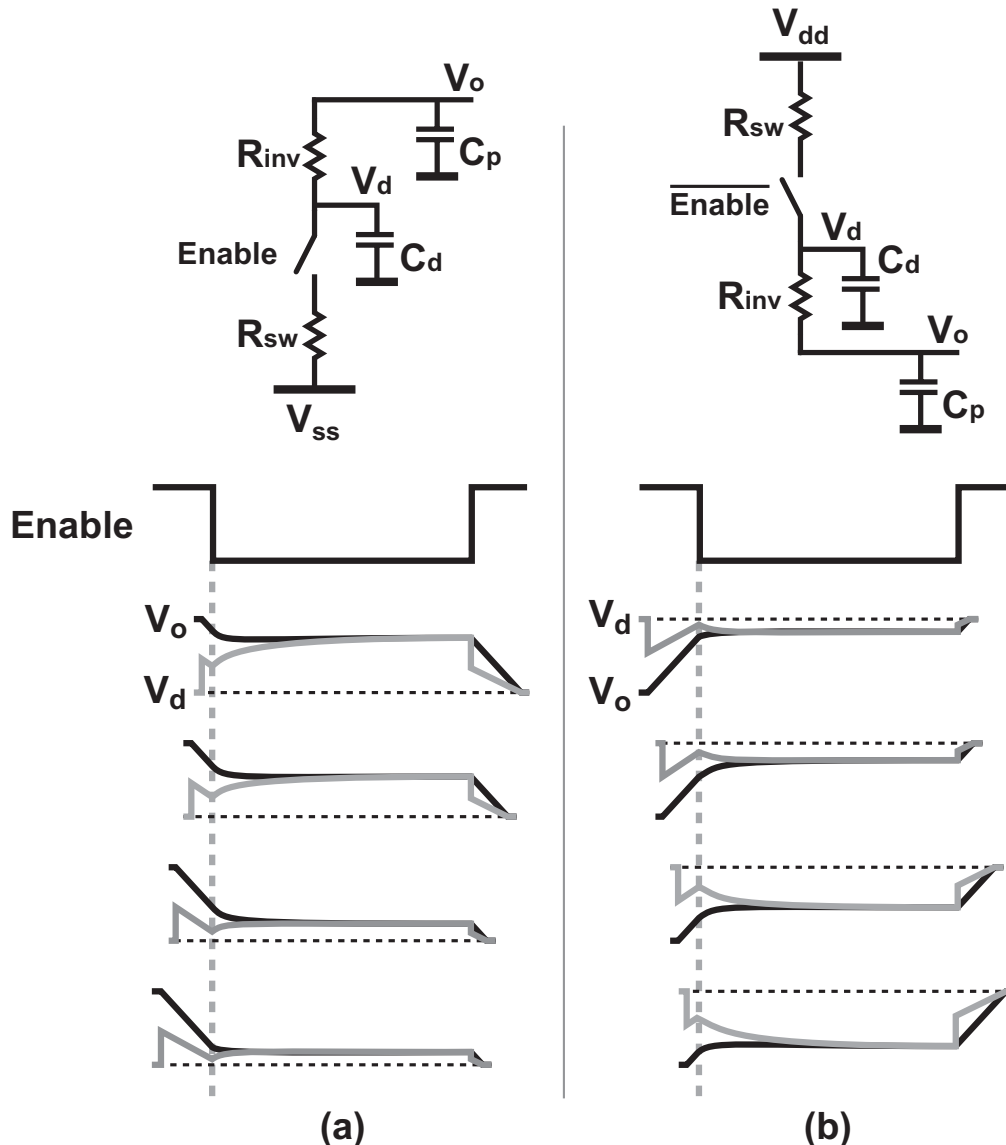 Vo
Rinv
Cp
Vd
Enable
Cd
Rsw
Vss
Vdd
Rsw
Enable
Vd
Cd
Rinv
Vo
Cp
Enable
Vo
Vd
Vd
Vo
(a)
(b)